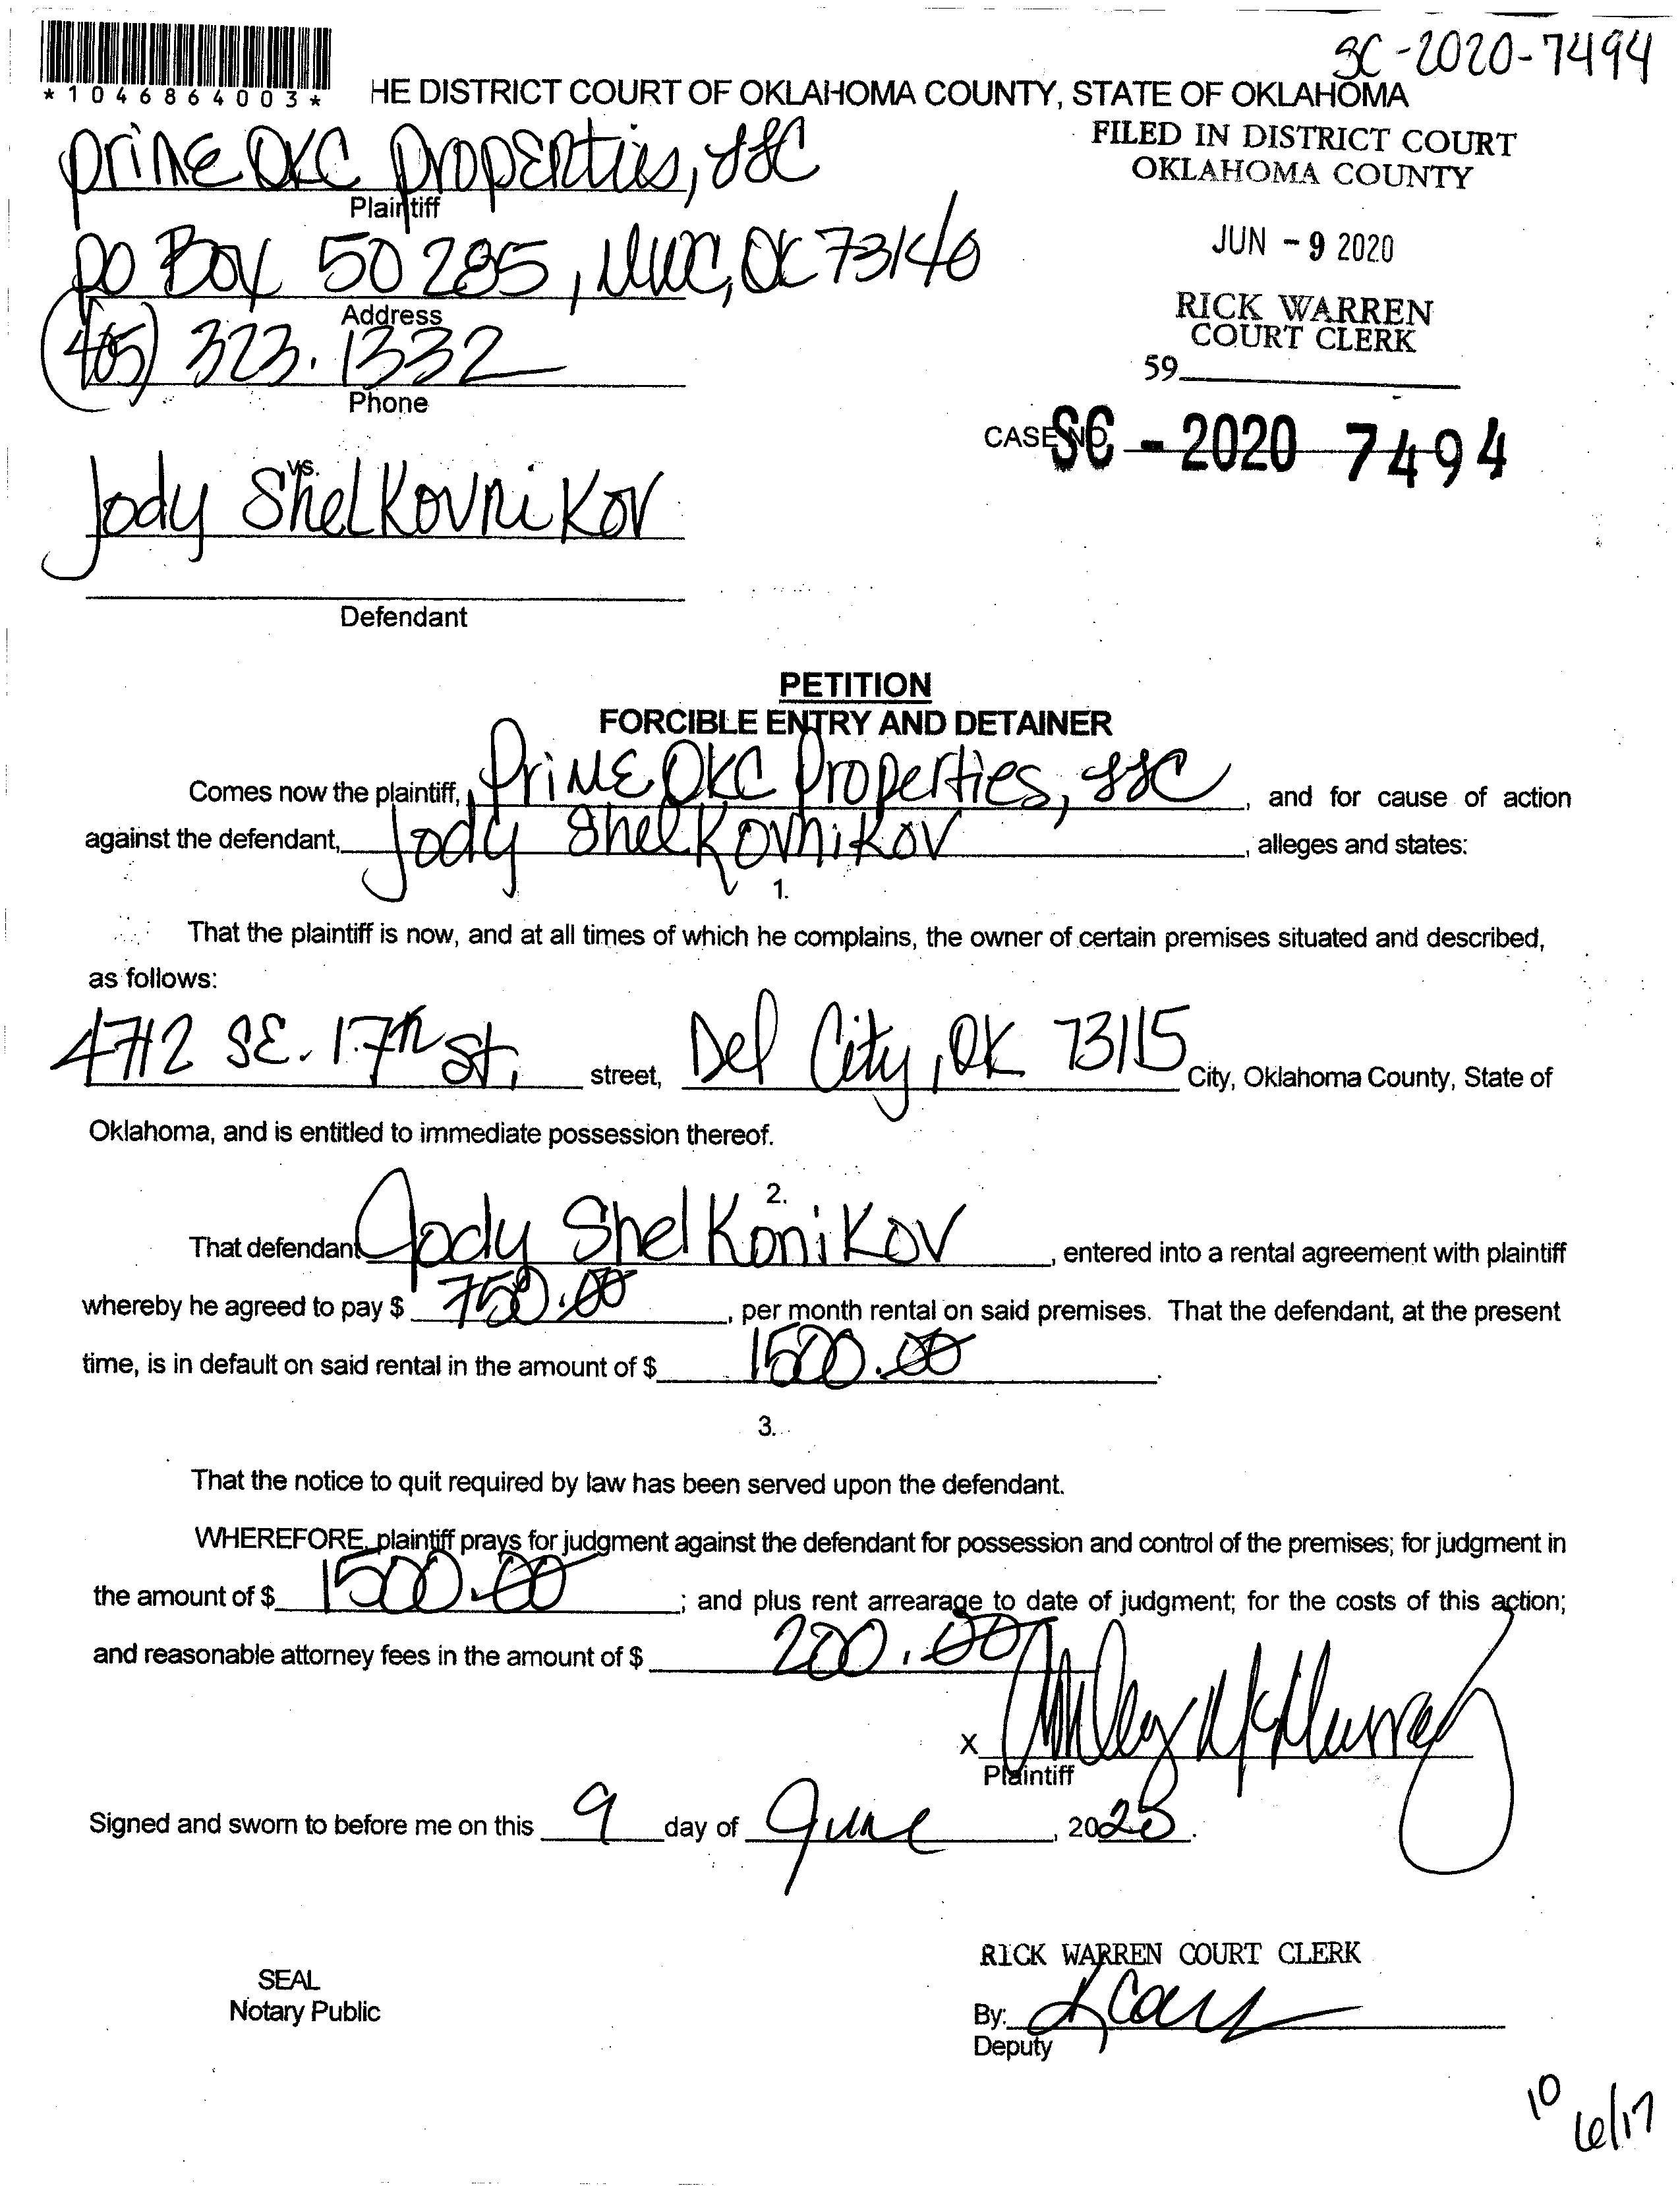 SC-2020-7494
*1046864003*
HE DISTRICT COURT OF OKLAHOMA COUNTY, STATE OF OKLAHOMA
FILED IN DISTRICT COURT
OKLAHOMA COUNTY
JUN - 9 2020
RICK WARREN
COURT CLERK
59
CASE NO. SC - 2020 7494
Prime OKC Properties, LLC
Plaintiff
PO Box 50285, MWC, OK 73140
Address
(405) 323.1332
Phone
vs.
Jody Shelkovnikov
Defendant
PETITION
FORCIBLE ENTRY AND DETAINER
Comes now the plaintiff, Prime OKC Properties, LLC, and for cause of action
against the defendant, Jody Shelkovnikov, alleges and states:
1.
That the plaintiff is now, and at all times of which he complains, the owner of certain premises situated and described,
as follows:
4712 SE. 17th St. street, Del City, OK 73115 City, Oklahoma County, State of
Oklahoma, and is entitled to immediate possession thereof.
2.
That defendant Jody Shelkonikov, entered into a rental agreement with plaintiff
whereby he agreed to pay $ 750.00, per month rental on said premises. That the defendant, at the present
time, is in default on said rental in the amount of $ 1500.00.
3.
That the notice to quit required by law has been served upon the defendant.
WHEREFORE, plaintiff prays for judgment against the defendant for possession and control of the premises; for judgment in
the amount of $ 1500.00; and plus rent arrearage to date of judgment; for the costs of this action;
and reasonable attorney fees in the amount of $ 200.00
X
Plaintiff
Signed and sworn to before me on this 9 day of June, 2020.
RICK WARREN COURT CLERK
SEAL
Notary Public
By:
Deputy
10
6/17